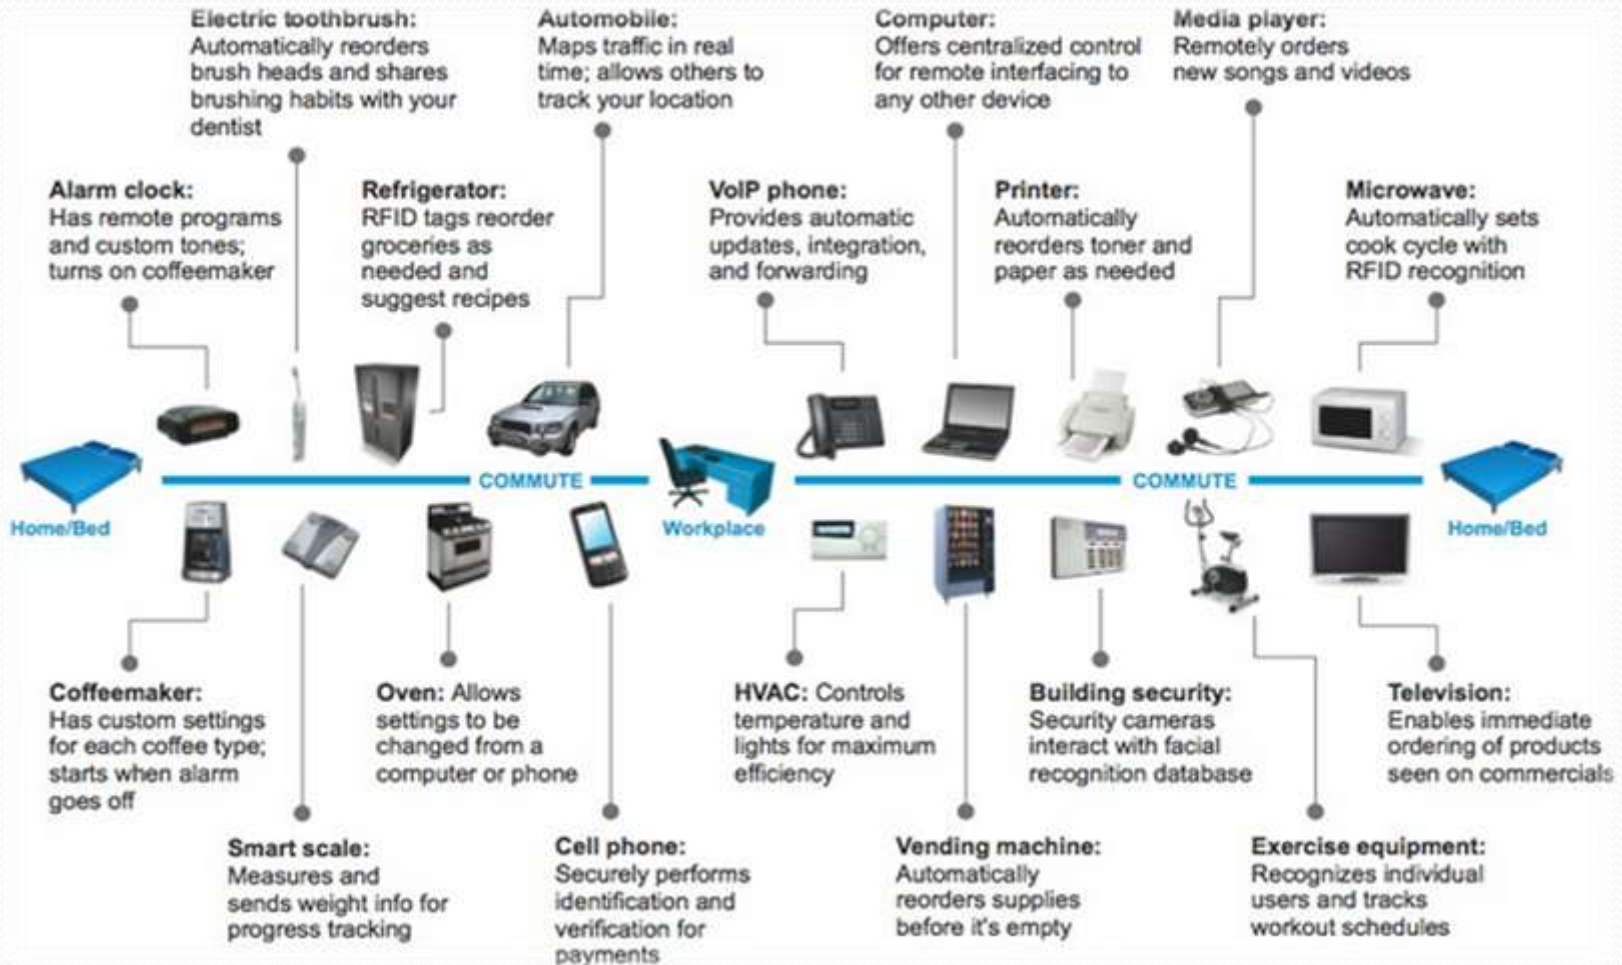 Electric toothbrush:
Automatically reorders
brush heads and shares
brushing habits with your
dentist
Automobile:
Maps traffic in real
time; allows others to
track your location
Computer:
Offers centralized control
for remote interfacing to
any other device
Media player:
Remotely orders
new songs and videos
Alarm clock:
Has remote programs
and custom tones;
turns on coffeemaker
Refrigerator:
RFID tags reorder
groceries as
needed and
suggest recipes
VoIP phone:
Provides automatic
updates, integration,
and forwarding
Printer:
Automatically
reorders toner and
paper as needed
Microwave:
Automatically sets
cook cycle with
RFID recognition
Home/Bed
COMMUTE
Workplace
COMMUTE
Home/Bed
Coffeemaker:
Has custom settings
for each coffee type;
starts when alarm
goes off
Oven: Allows
settings to be
changed from a
computer or phone
HVAC: Controls
temperature and
lights for maximum
efficiency
Building security:
Security cameras
interact with facial
recognition database
Television:
Enables immediate
ordering of products
seen on commercials
Smart scale:
Measures and
sends weight info for
progress tracking
Cell phone:
Securely performs
identification and
verification for
payments
Vending machine:
Automatically
reorders supplies
before it's empty
Exercise equipment:
Recognizes individual
users and tracks
workout schedules